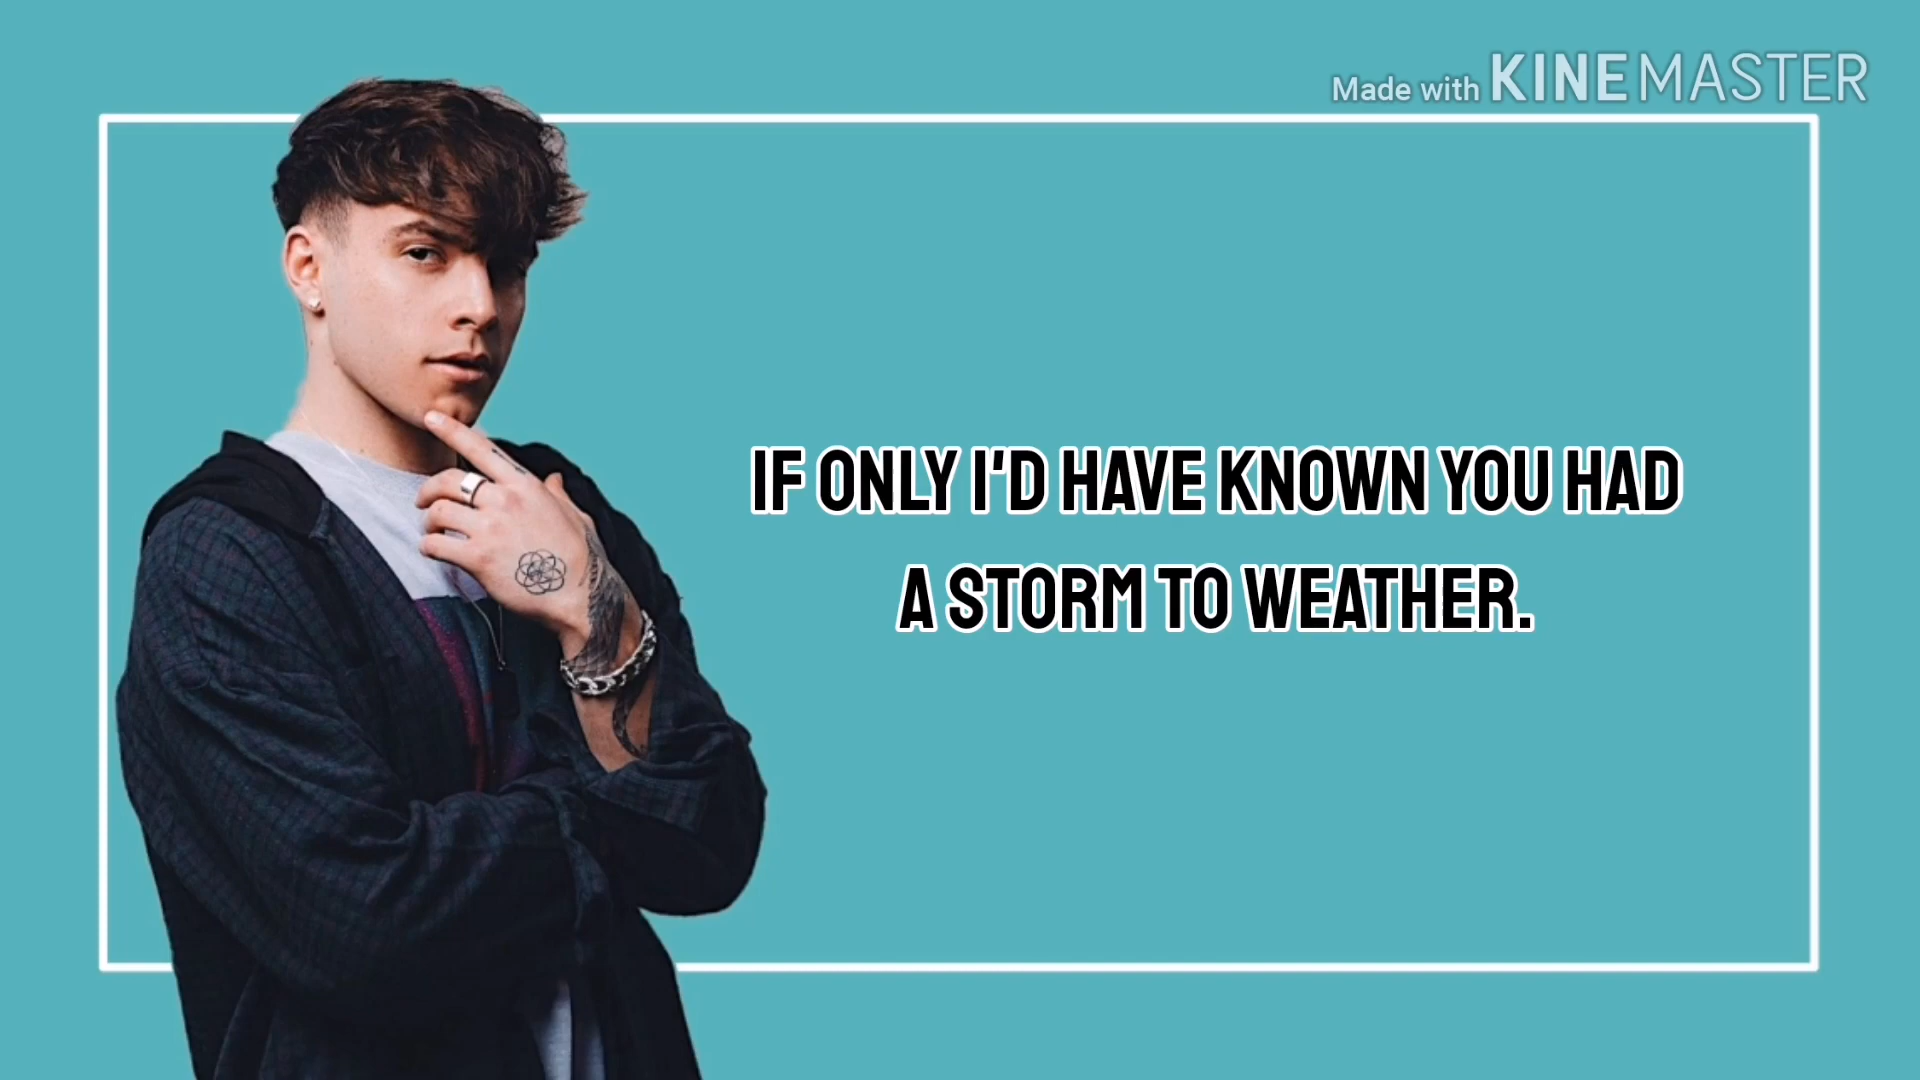 Made with KINEMASTER
IF ONLY I'D HAVE KNOWN YOU HAD
A STORM TO WEATHER.